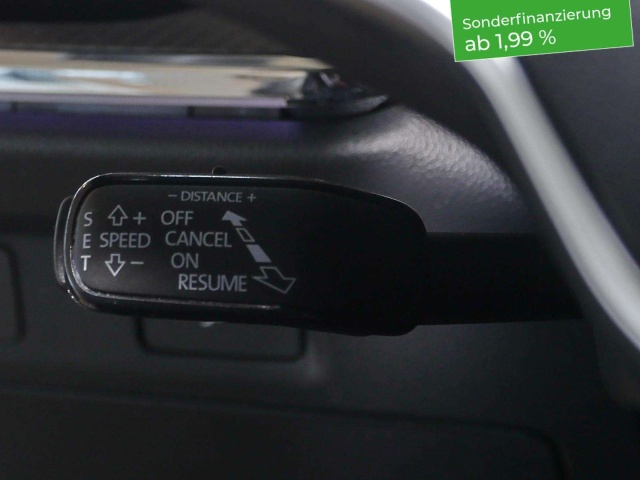 Sonderfinanzierung
ab 1,99 %
– DISTANCE +
S + OFF
E SPEED CANCEL
T – ON
RESUME